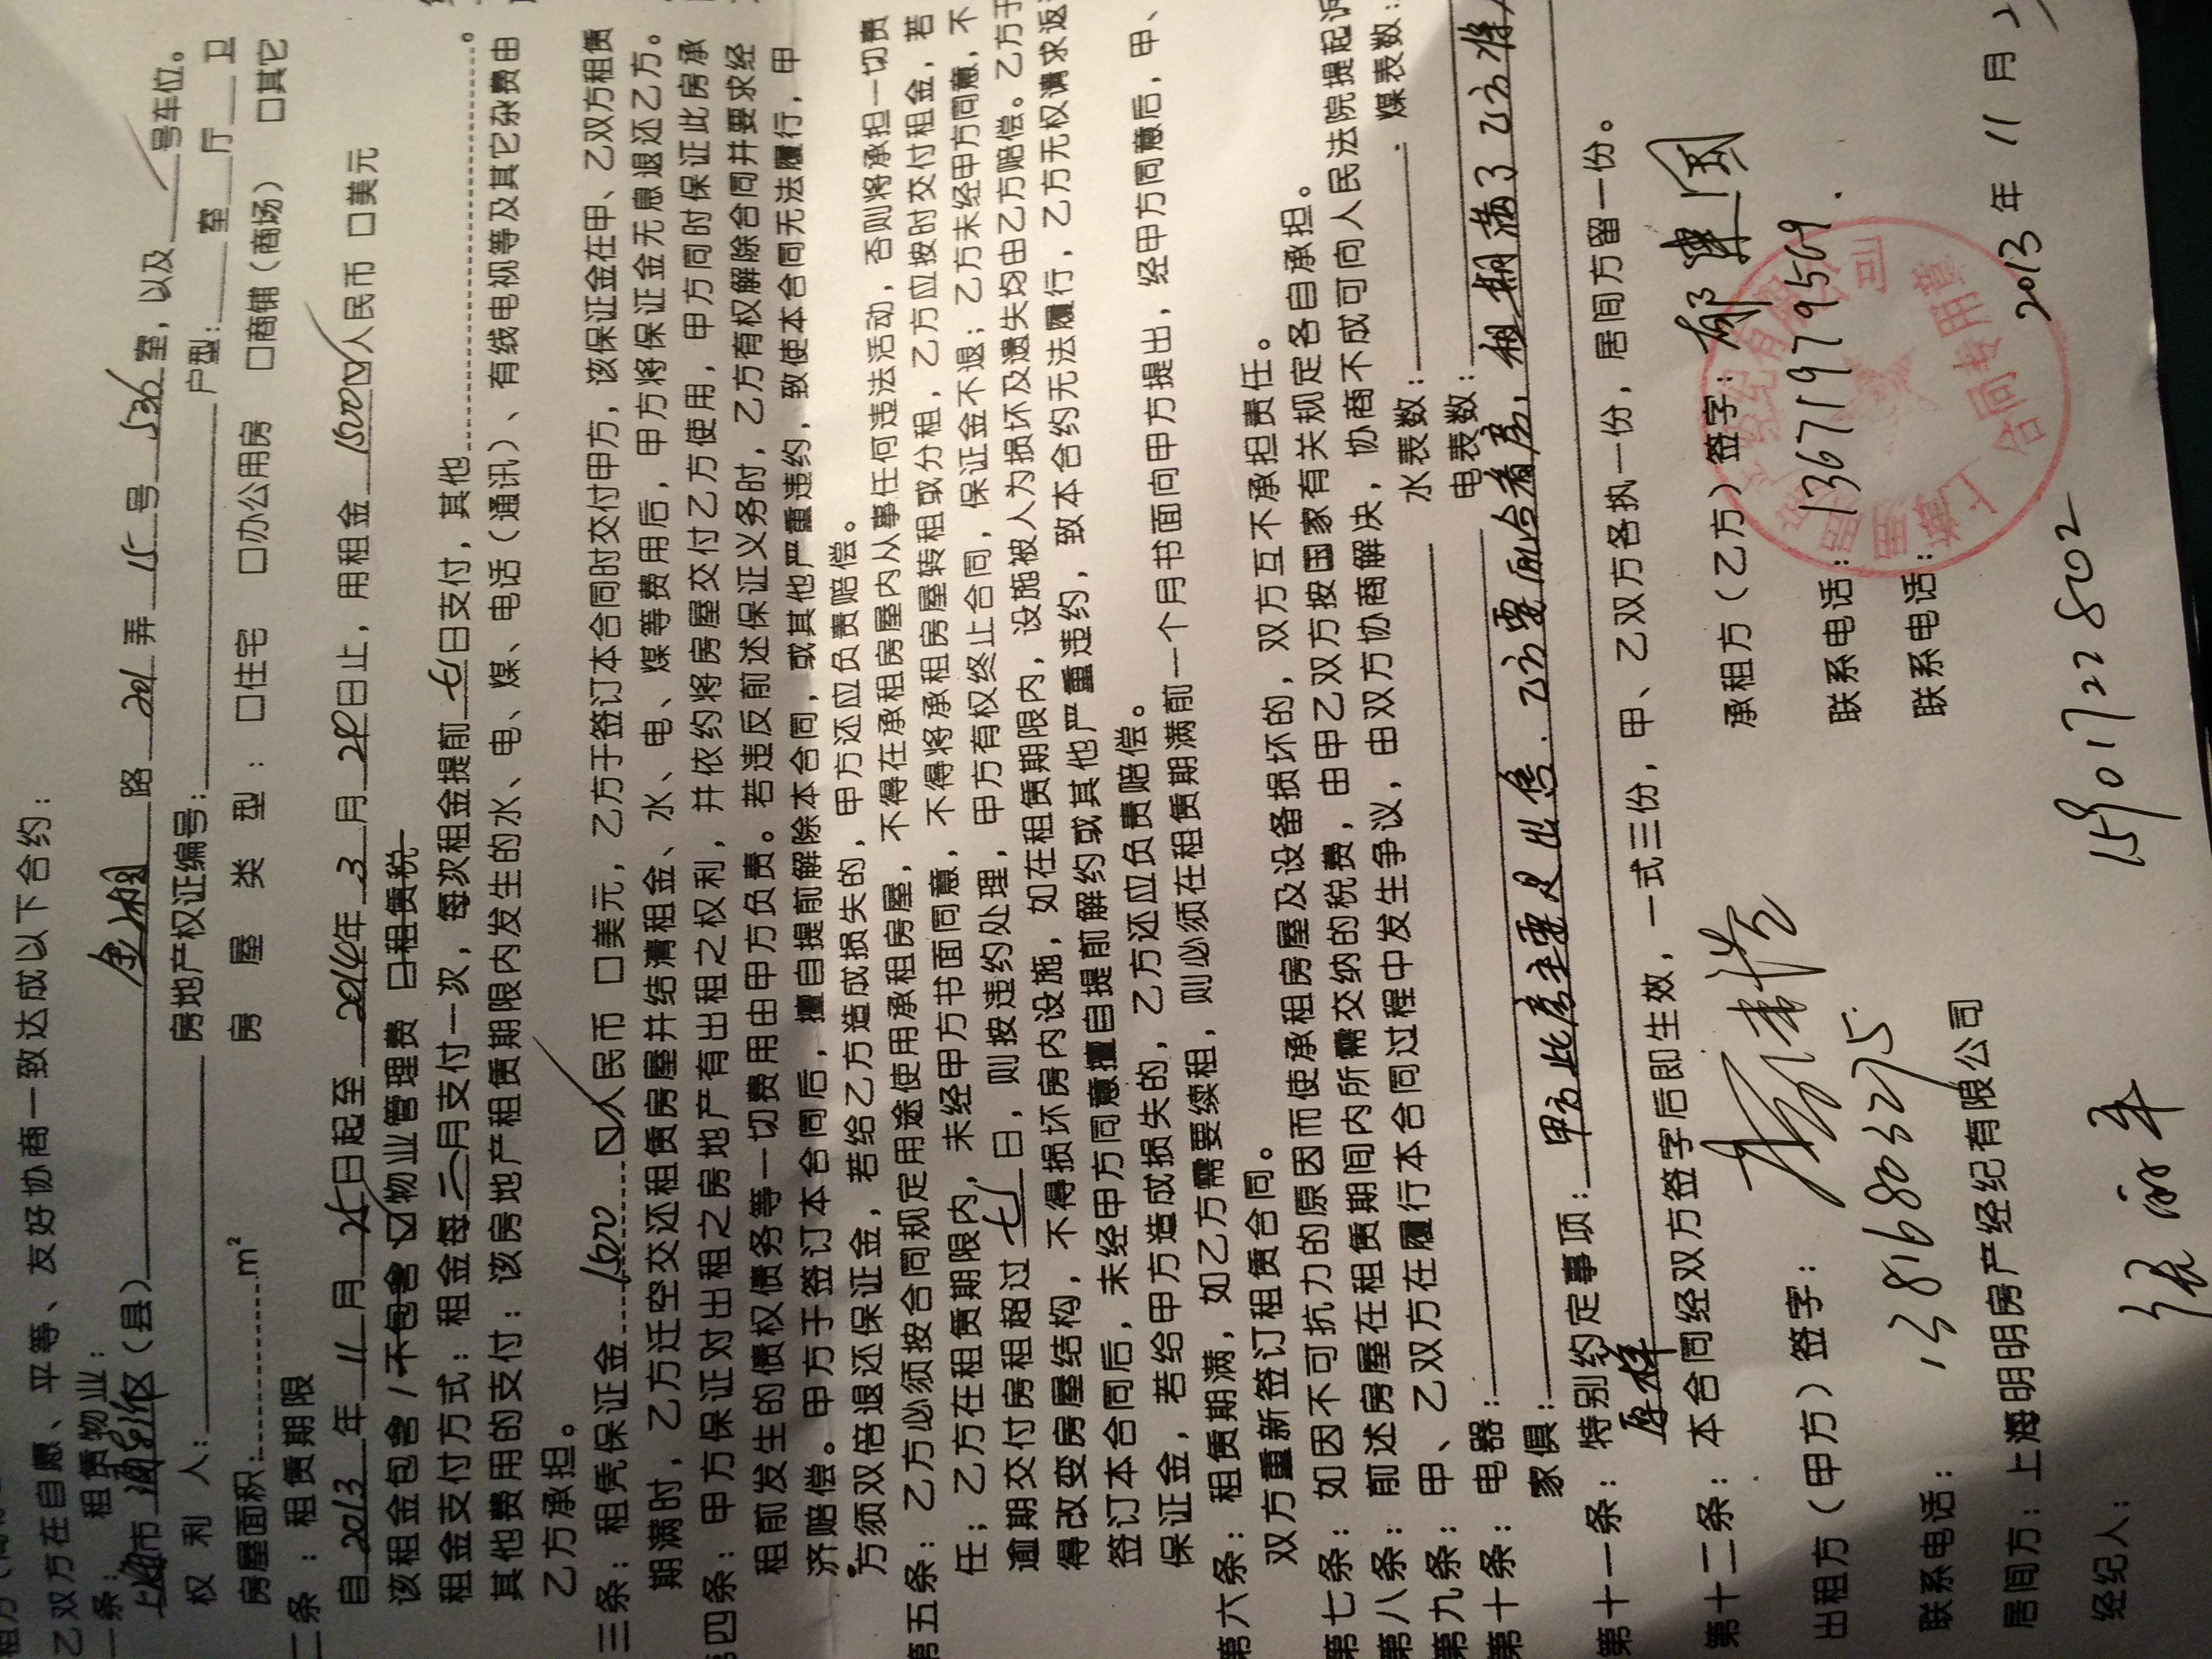 乙双方在自愿、平等、友好协商一致达成以下合约：
一条： 租赁物业：
上海市 浦东新区（县） 金湘 路 201 弄 15 号 536 室，以及 / 号车位。
权 利 人： 房地产权证编号： 户型： 室 厅 卫
房屋面积： m² 房 屋 类 型 ： □住宅 □办公用房 □商铺（商场） □其它
二条 ：租赁期限
自 2013 年 11 月 25 日起至 2014 年 3 月 24 日止，用租金 1500 ☑人民币 □美元
该租金包含 / 不包含 ☑物业管理费 □租赁税
租金支付方式：租金每 二 月支付一次，每次租金提前 七 日支付，其他 。
其他费用的支付：该房地产租赁期限内发生的水、电、煤、电话（通讯）、有线电视等及其它杂费由
乙方承担。
三条：租凭保证金 1500 ☑人民币 □美元，乙方于签订本合同时交付甲方，该保证金在甲、乙双方租赁
期满时，乙方迁空交还租赁房屋并结清租金、水、电、煤等费用后，甲方将保证金无息退还乙方。
第四条：甲方保证对出租之房地产有出租之权利，并依约将房屋交付乙方使用，甲方同时保证此房承
租前发生的债权债务等一切费用由甲方负责。若违反前述保证义务时，乙方有权解除合同并要求经
济赔偿。甲方于签订本合同后，擅自提前解除本合同，或其他严重违约，致使本合同无法履行，甲
方须双倍退还保证金，若给乙方造成损失的，甲方还应负责赔偿。
第五条：乙方必须按合同规定用途使用承租房屋，不得在承租房屋内从事任何违法活动，否则将承担一切责
任；乙方在租赁期限内，未经甲方书面同意，不得将承租房屋转租或分租，乙方应按时交付租金，若
逾期交付房租超过 七 日，则按违约处理，甲方有权终止合同，保证金不退；乙方未经甲方同意，不
得改变房屋结构，不得损坏房内设施，如在租赁期限内，设施被人为损坏及遗失均由乙方赔偿。乙方于
签订本合同后，未经甲方同意擅自提前解约或其他严重违约，致本合约无法履行，乙方无权请求返
保证金，若给甲方造成损失的，乙方还应负责赔偿。
第六条：租赁期满，如乙方需要续租，则必须在租赁期满前一个月书面向甲方提出，经甲方同意后，甲、
双方重新签订租赁合同。
第七条：如因不可抗力的原因而使承租房屋及设备损坏的，双方互不承担责任。
第八条：前述房屋在租赁期间内所需交纳的税费，由甲乙双方按国家有关规定各自承担。
第九条：甲、乙双方在履行本合同过程中发生争议，由双方协商解决，协商不成可向人民法院提起诉
第十条：电器： 水表数： 煤表数：
家俱： 电表数：
第十一条：特别约定事项： 甲方此房主要是出售．乙方要配合看房，租期满了乙方
原样
第十二条：本合同经双方签字后即生效，一式三份，甲、乙双方各执一份，居间方留一份。
出租方（甲方）签字：
承租方（乙方）签字： 郁建国
联系电话： 13816803275
联系电话： 13671979569
联系电话：
居间方：上海明明房产经纪有限公司
上海明明房产经纪有限公司
合同专用章
2013 年 11 月 2
经纪人： 张丽平 15901722802